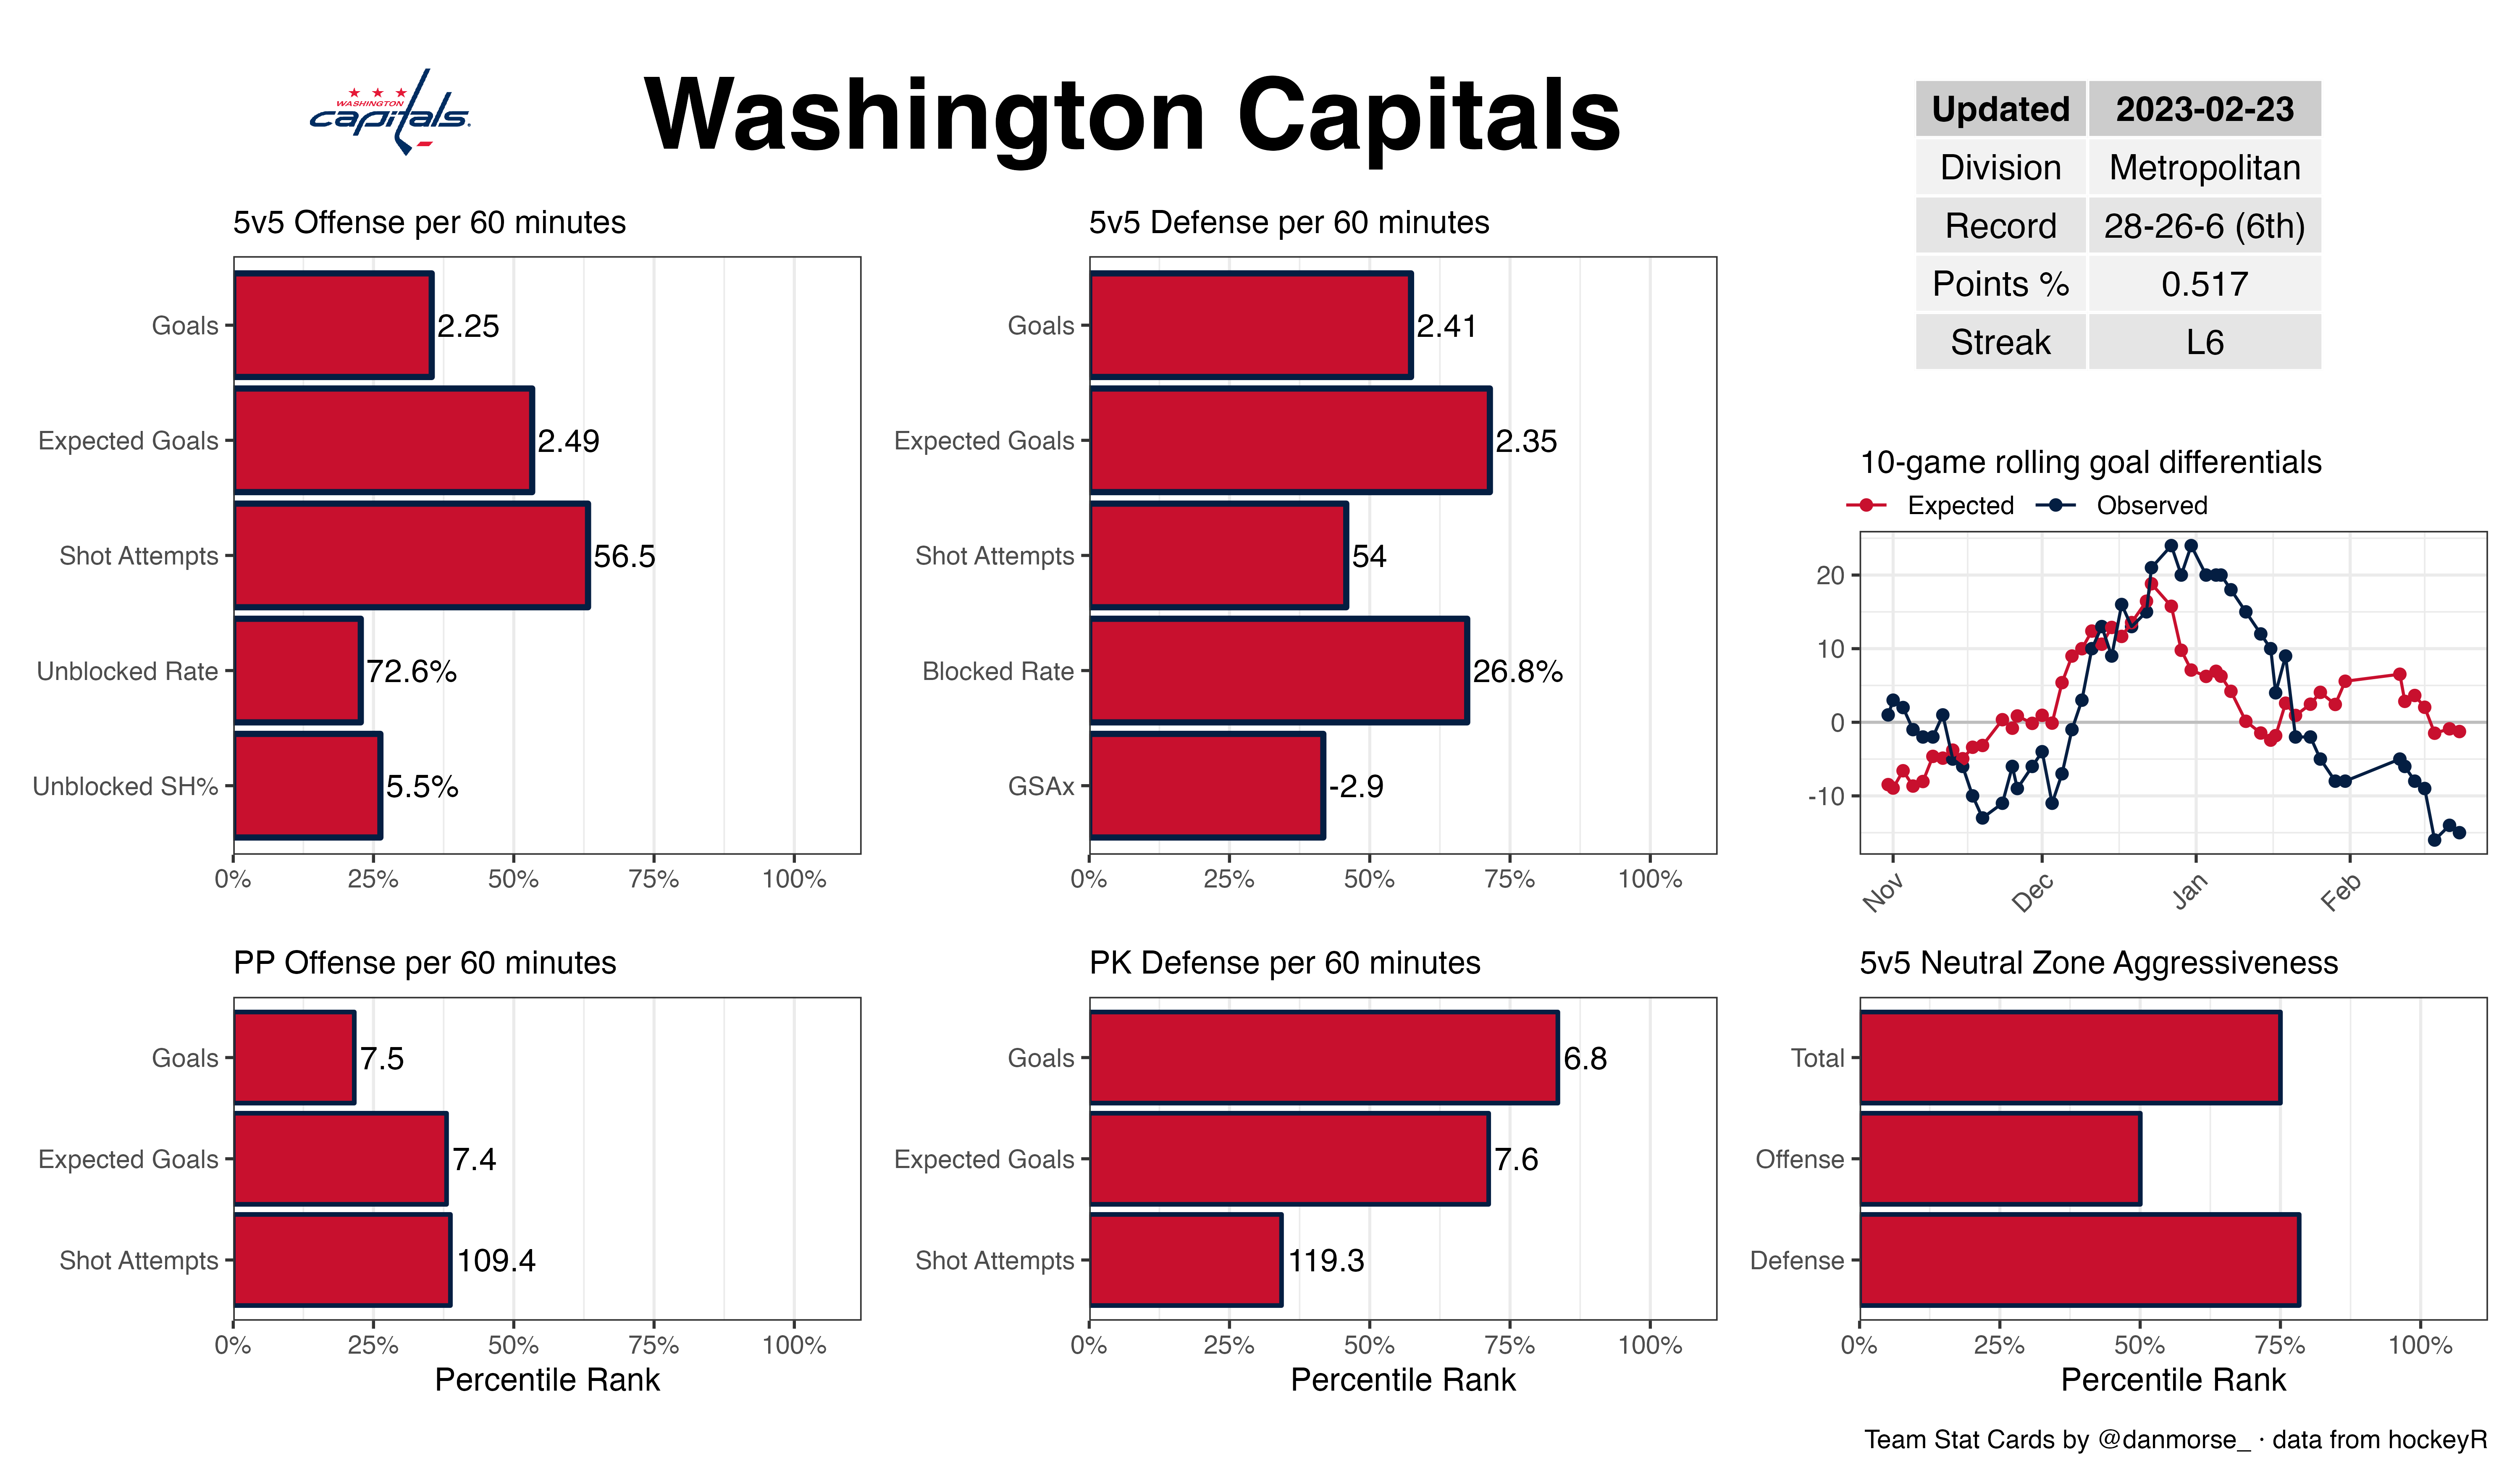 WASHINGTON
capitals.
Washington Capitals
Updated 2023-02-23
Division Metropolitan
Record 28-26-6 (6th)
Points % 0.517
Streak L6
5v5 Offense per 60 minutes
Goals 2.25
Expected Goals 2.49
Shot Attempts 56.5
Unblocked Rate 72.6%
Unblocked SH% 5.5%
0% 25% 50% 75% 100%
5v5 Defense per 60 minutes
Goals 2.41
Expected Goals 2.35
Shot Attempts 54
Blocked Rate 26.8%
GSAx -2.9
0% 25% 50% 75% 100%
10-game rolling goal differentials
Expected Observed
20
10
0
-10
Nov Dec Jan Feb
PP Offense per 60 minutes
Goals 7.5
Expected Goals 7.4
Shot Attempts 109.4
0% 25% 50% 75% 100%
Percentile Rank
PK Defense per 60 minutes
Goals 6.8
Expected Goals 7.6
Shot Attempts 119.3
0% 25% 50% 75% 100%
Percentile Rank
5v5 Neutral Zone Aggressiveness
Total
Offense
Defense
0% 25% 50% 75% 100%
Percentile Rank
Team Stat Cards by @danmorse_ · data from hockeyR